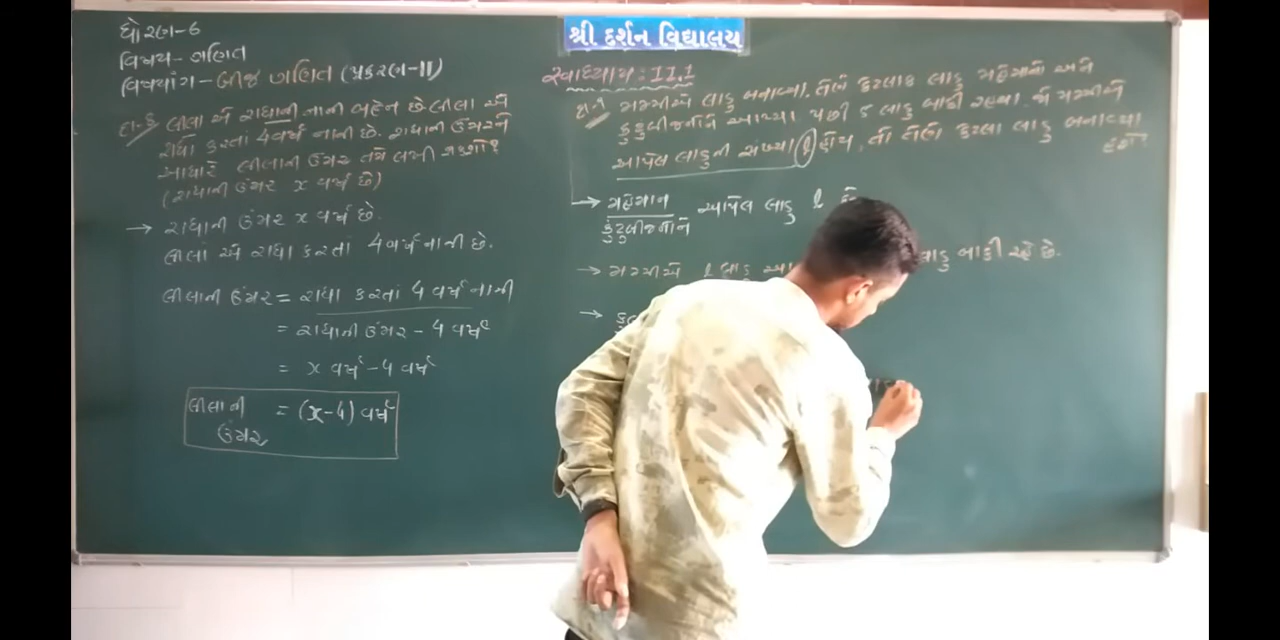 શ્રી દર્શન વિદ્યાલય
ધોરણ-6
વિષય- ગણિત
વિષયાંગ- બીજ ગણિત (પ્રકરણ-11)
દા-૬ લીલા એ રાધાની નાની બહેન છે લીલા એ
રાધા કરતાં 4 વર્ષ નાની છે. રાધાની ઉંમરને
આધારે લીલાની ઉંમર તમે લખી શકશો?
(રાધાની ઉંમર x વર્ષ છે)
→ રાધાની ઉંમર x વર્ષ છે.
લીલા એ રાધા કરતાં 4 વર્ષ નાની છે.
લીલાની ઉંમર = રાધા કરતાં 4 વર્ષ નાની
= રાધાની ઉંમર - 4 વર્ષ
= x વર્ષ - 4 વર્ષ
લીલાની ઉંમર = (x-4) વર્ષ
સ્વાધ્યાય : 11.1
મમ્મીએ લાડુ બનાવ્યા. તેણે કેટલાક લાડુ મહેમાનો અને
કુટુંબીજનોને આપ્યા પછી 5 લાડુ બાકી રહ્યા. જો મમ્મીએ
આપેલ લાડુની સંખ્યા l હોય, તો તેણે કેટલા લાડુ બનાવ્યા
હશે?
→ મહેમાન આપેલ લાડુ l
કુટુંબીજનોને
→ મમ્મીએ l લાડુ લાડુ બાકી રહે છે.
→